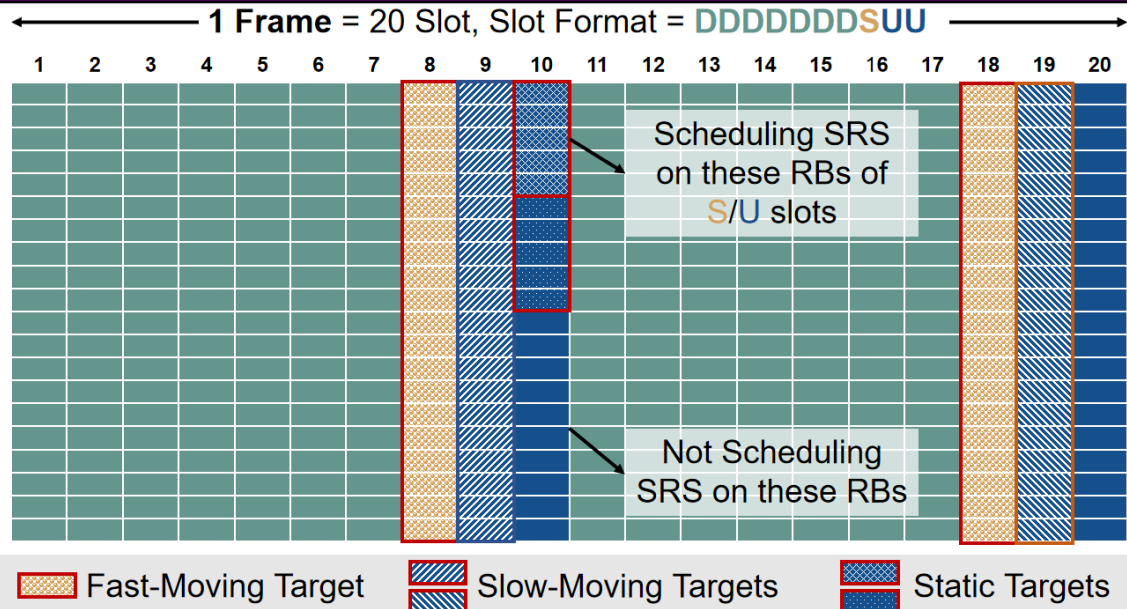 1 Frame = 20 Slot, Slot Format = DDDDDDDSUU
1 2 3 4 5 6 7 8 9 10 11 12 13 14 15 16 17 18 19 20
Scheduling SRS
on these RBs of
S/U slots
Not Scheduling
SRS on these RBs
Fast-Moving Target Slow-Moving Targets Static Targets